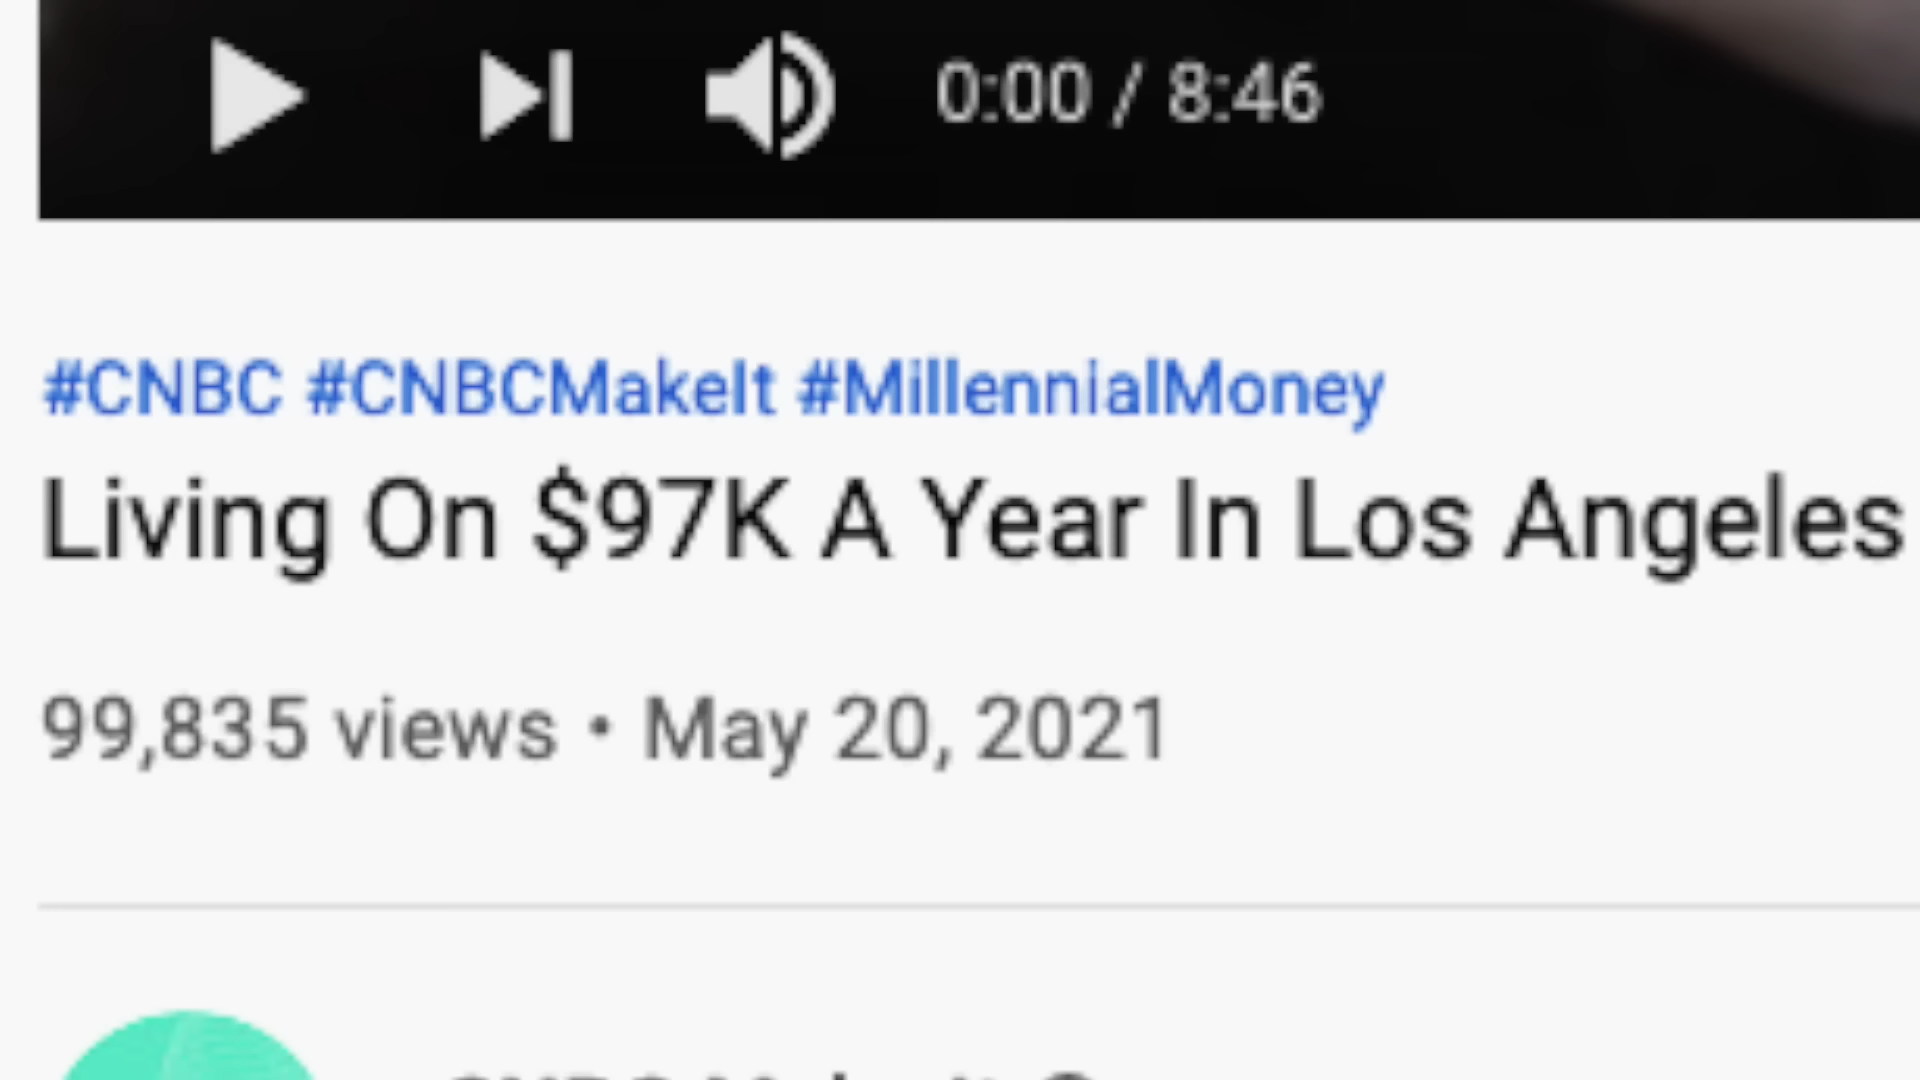 0:00 / 8:46
#CNBC #CNBCMakeIt #MillennialMoney
Living On $97K A Year In Los Angeles
99,835 views • May 20, 2021